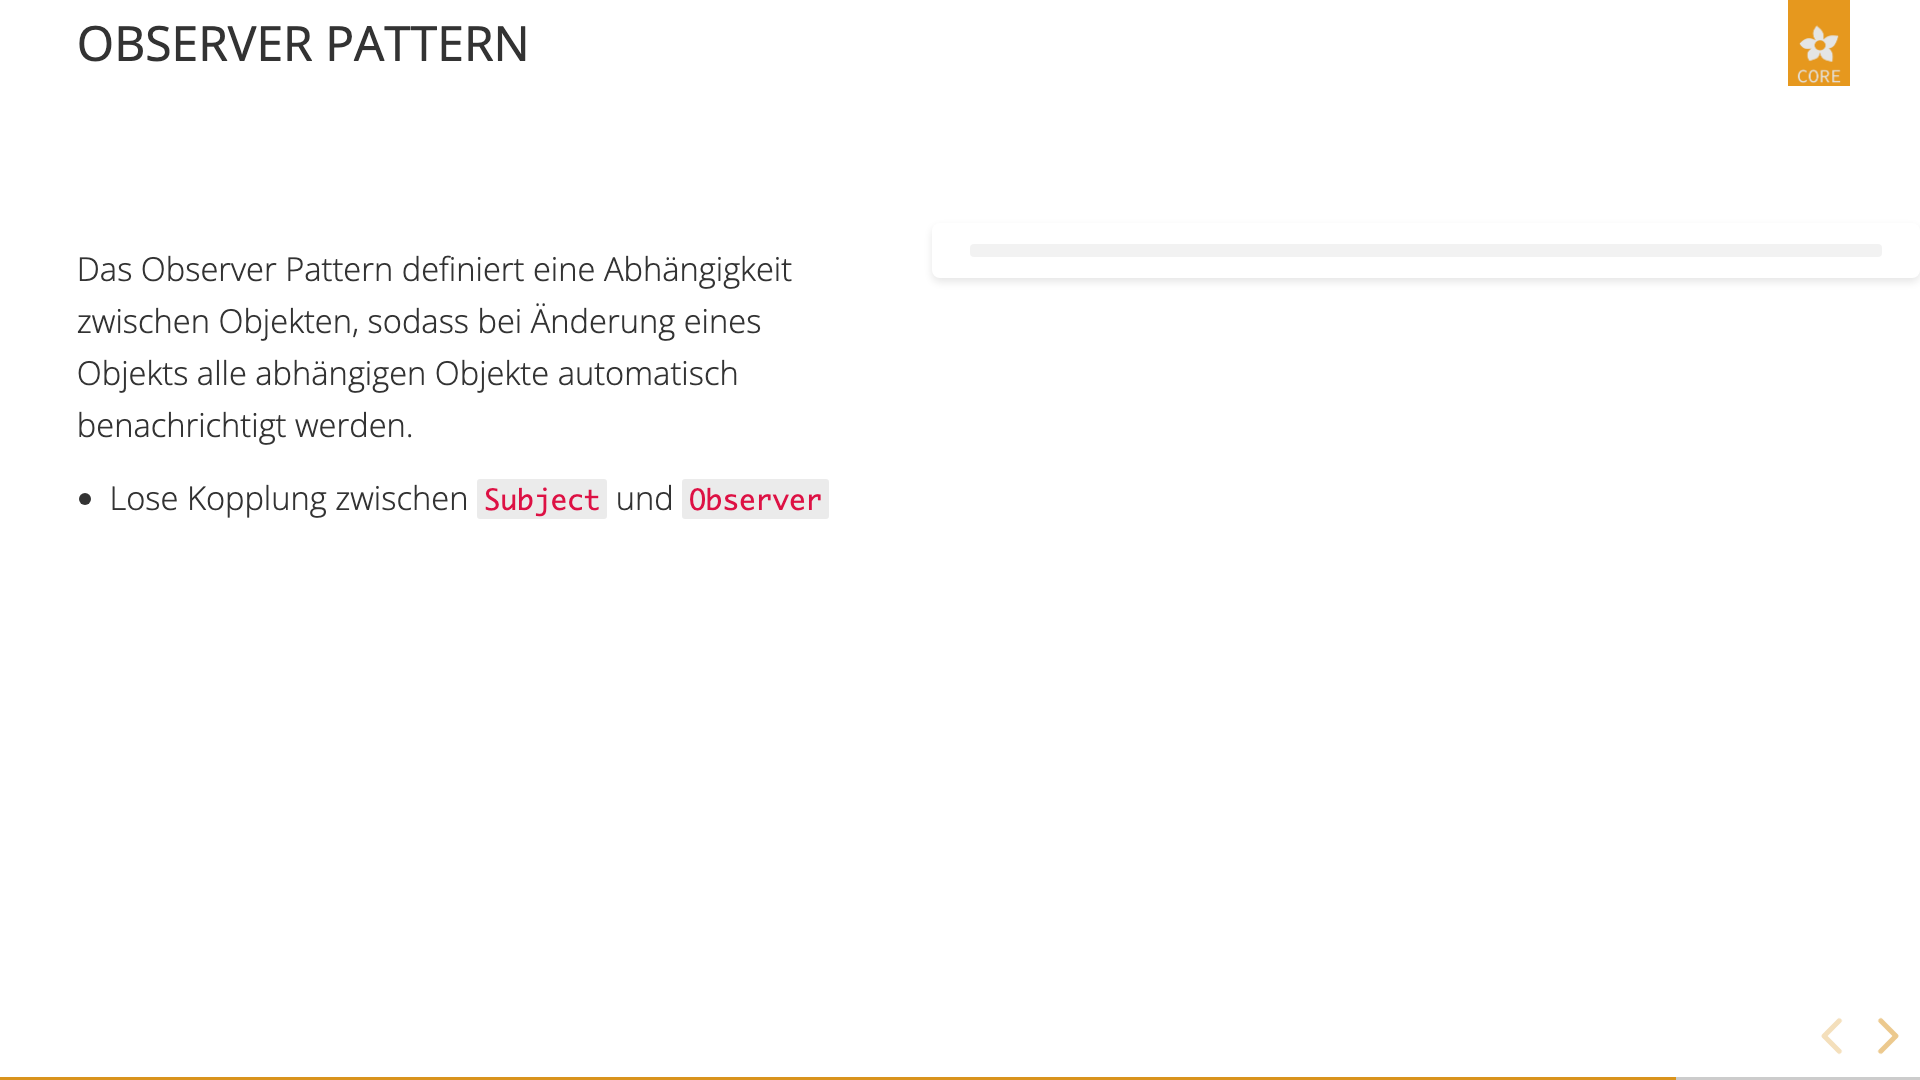 OBSERVER PATTERN
CORE
Das Observer Pattern definiert eine Abhängigkeit
zwischen Objekten, sodass bei Änderung eines
Objekts alle abhängigen Objekte automatisch
benachrichtigt werden.
• Lose Kopplung zwischen Subject und Observer